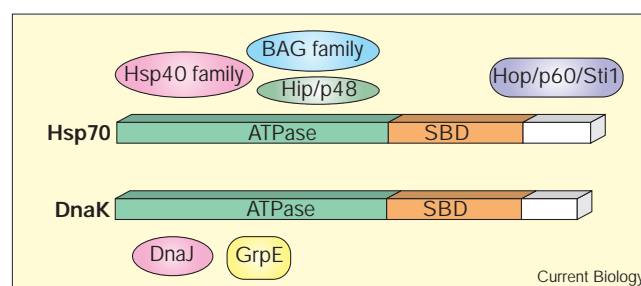 BAG family
Hsp40 family
Hip/p48
Hop/p60/Sti1
Hsp70
ATPase
SBD
DnaK
ATPase
SBD
DnaJ
GrpE
Current Biology